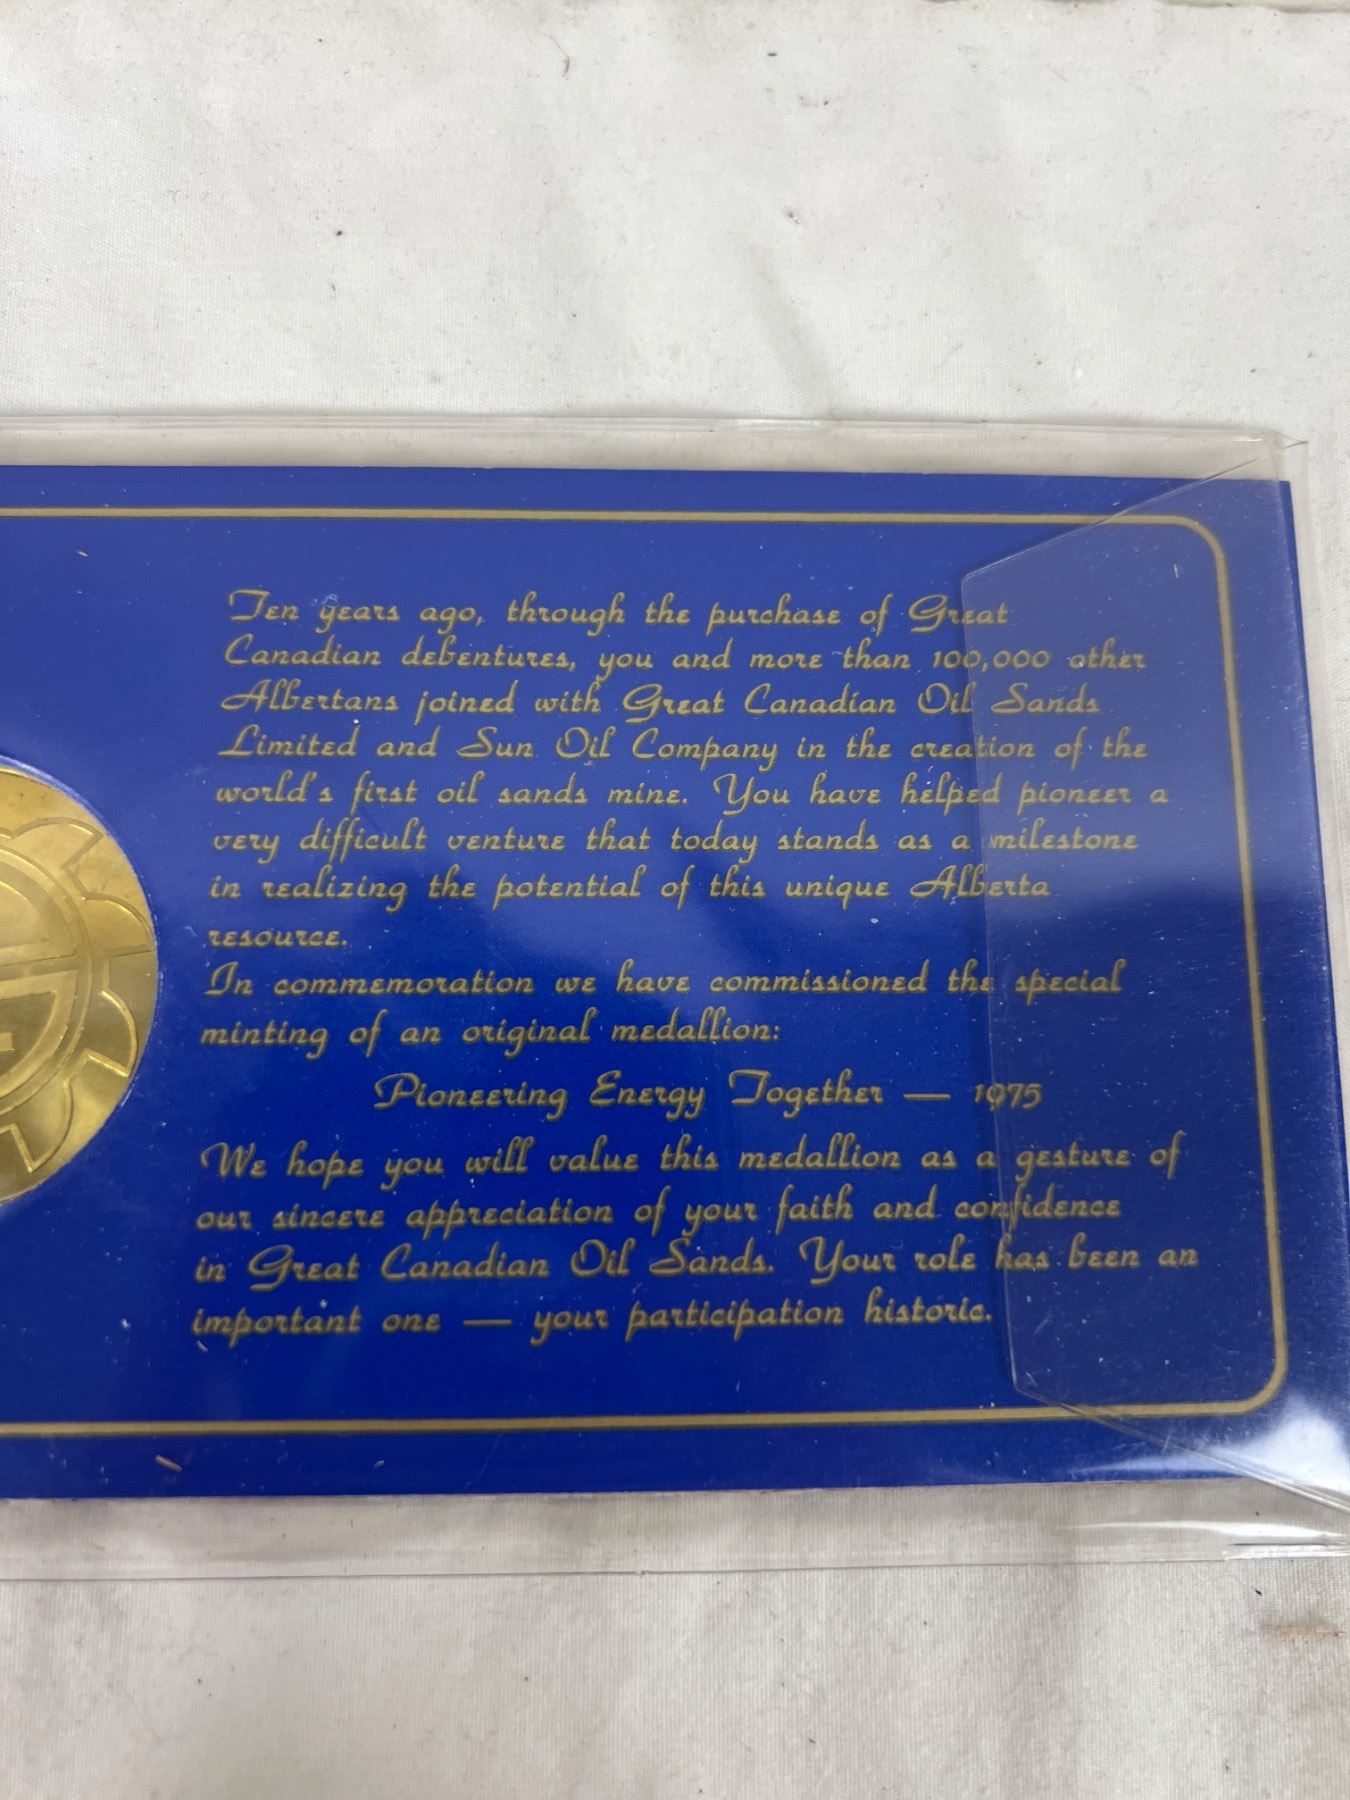 Ten years ago, through the purchase of Great
Canadian debentures, you and more than 100,000 other
Albertans joined with Great Canadian Oil Sands
Limited and Sun Oil Company in the creation of the
world's first oil sands mine. You have helped pioneer a
very difficult venture that today stands as a milestone
in realizing the potential of this unique Alberta
resource.
In commemoration we have commissioned the special
minting of an original medallion:
Pioneering Energy Together — 1975
We hope you will value this medallion as a gesture of
our sincere appreciation of your faith and confidence
in Great Canadian Oil Sands. Your role has been an
important one — your participation historic.